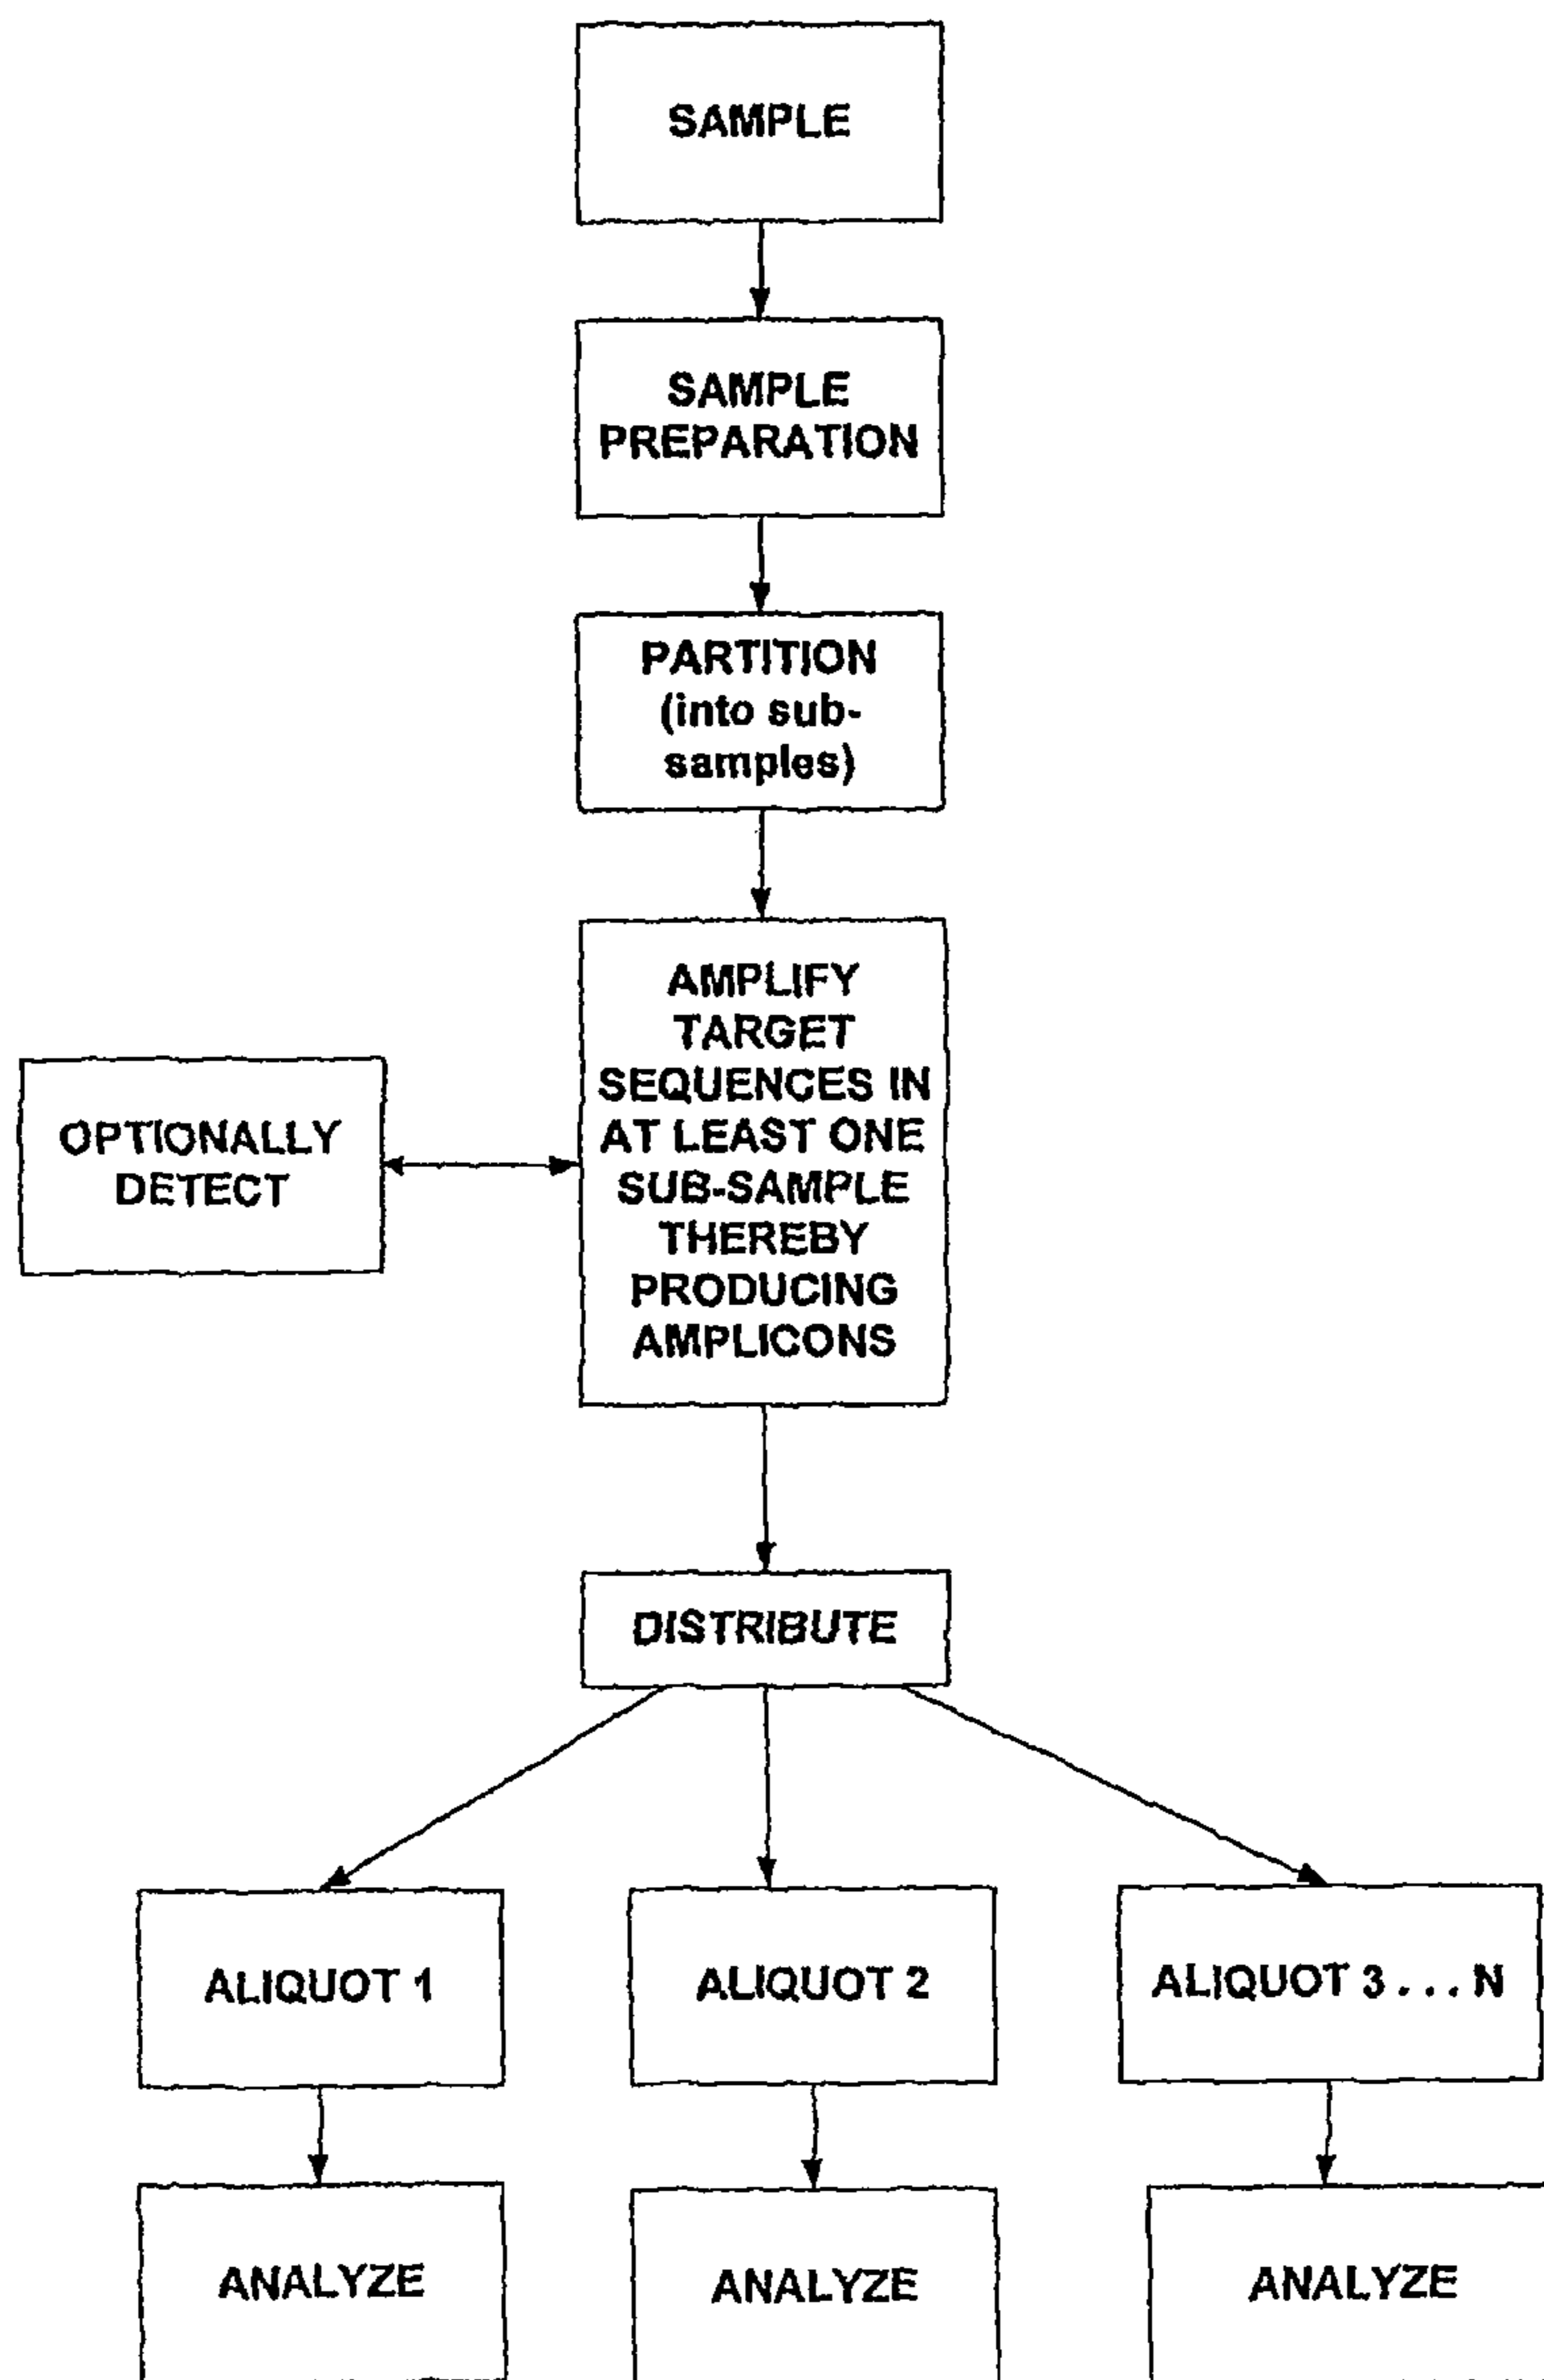 SAMPLE
SAMPLE
PREPARATION
PARTITION
(into sub-
samples)
AMPLIFY
TARGET
SEQUENCES IN
AT LEAST ONE
SUB-SAMPLE
THEREBY
PRODUCING
AMPLICONS
OPTIONALLY
DETECT
DISTRIBUTE
ALIQUOT 1
ALIQUOT 2
ALIQUOT 3 . . . N
ANALYZE
ANALYZE
ANALYZE